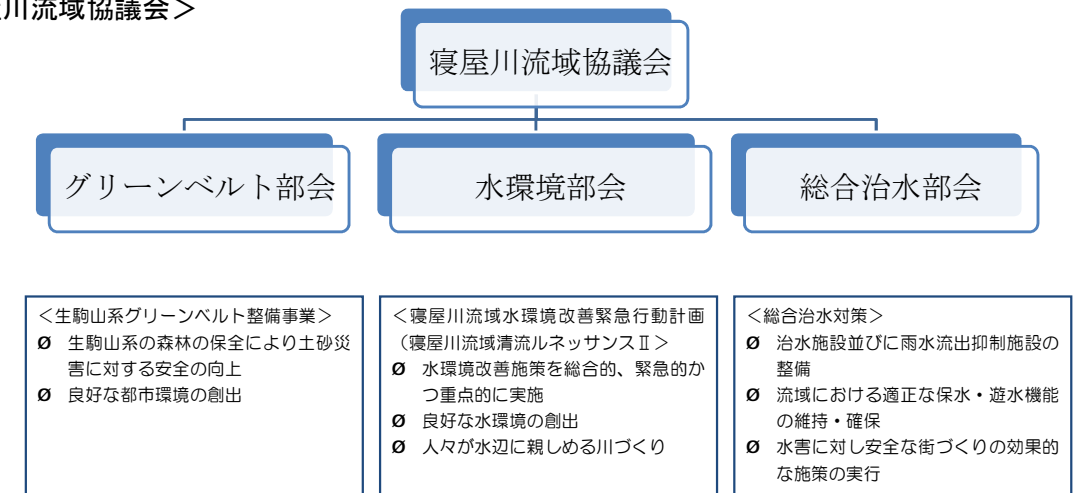 川流域協議会＞
寝屋川流域協議会
グリーンベルト部会
水環境部会
総合治水部会
＜生駒山系グリーンベルト整備事業＞
Ø 生駒山系の森林の保全により土砂災
害に対する安全の向上
Ø 良好な都市環境の創出
＜寝屋川流域水環境改善緊急行動計画
（寝屋川流域清流ルネッサンスⅡ＞
Ø 水環境改善施策を総合的、緊急的か
つ重点的に実施
Ø 良好な水環境の創出
Ø 人々が水辺に親しめる川づくり
＜総合治水対策＞
Ø 治水施設並びに雨水流出抑制施設の
整備
Ø 流域における適正な保水・遊水機能
の維持・確保
Ø 水害に対し安全な街づくりの効果的
な施策の実行